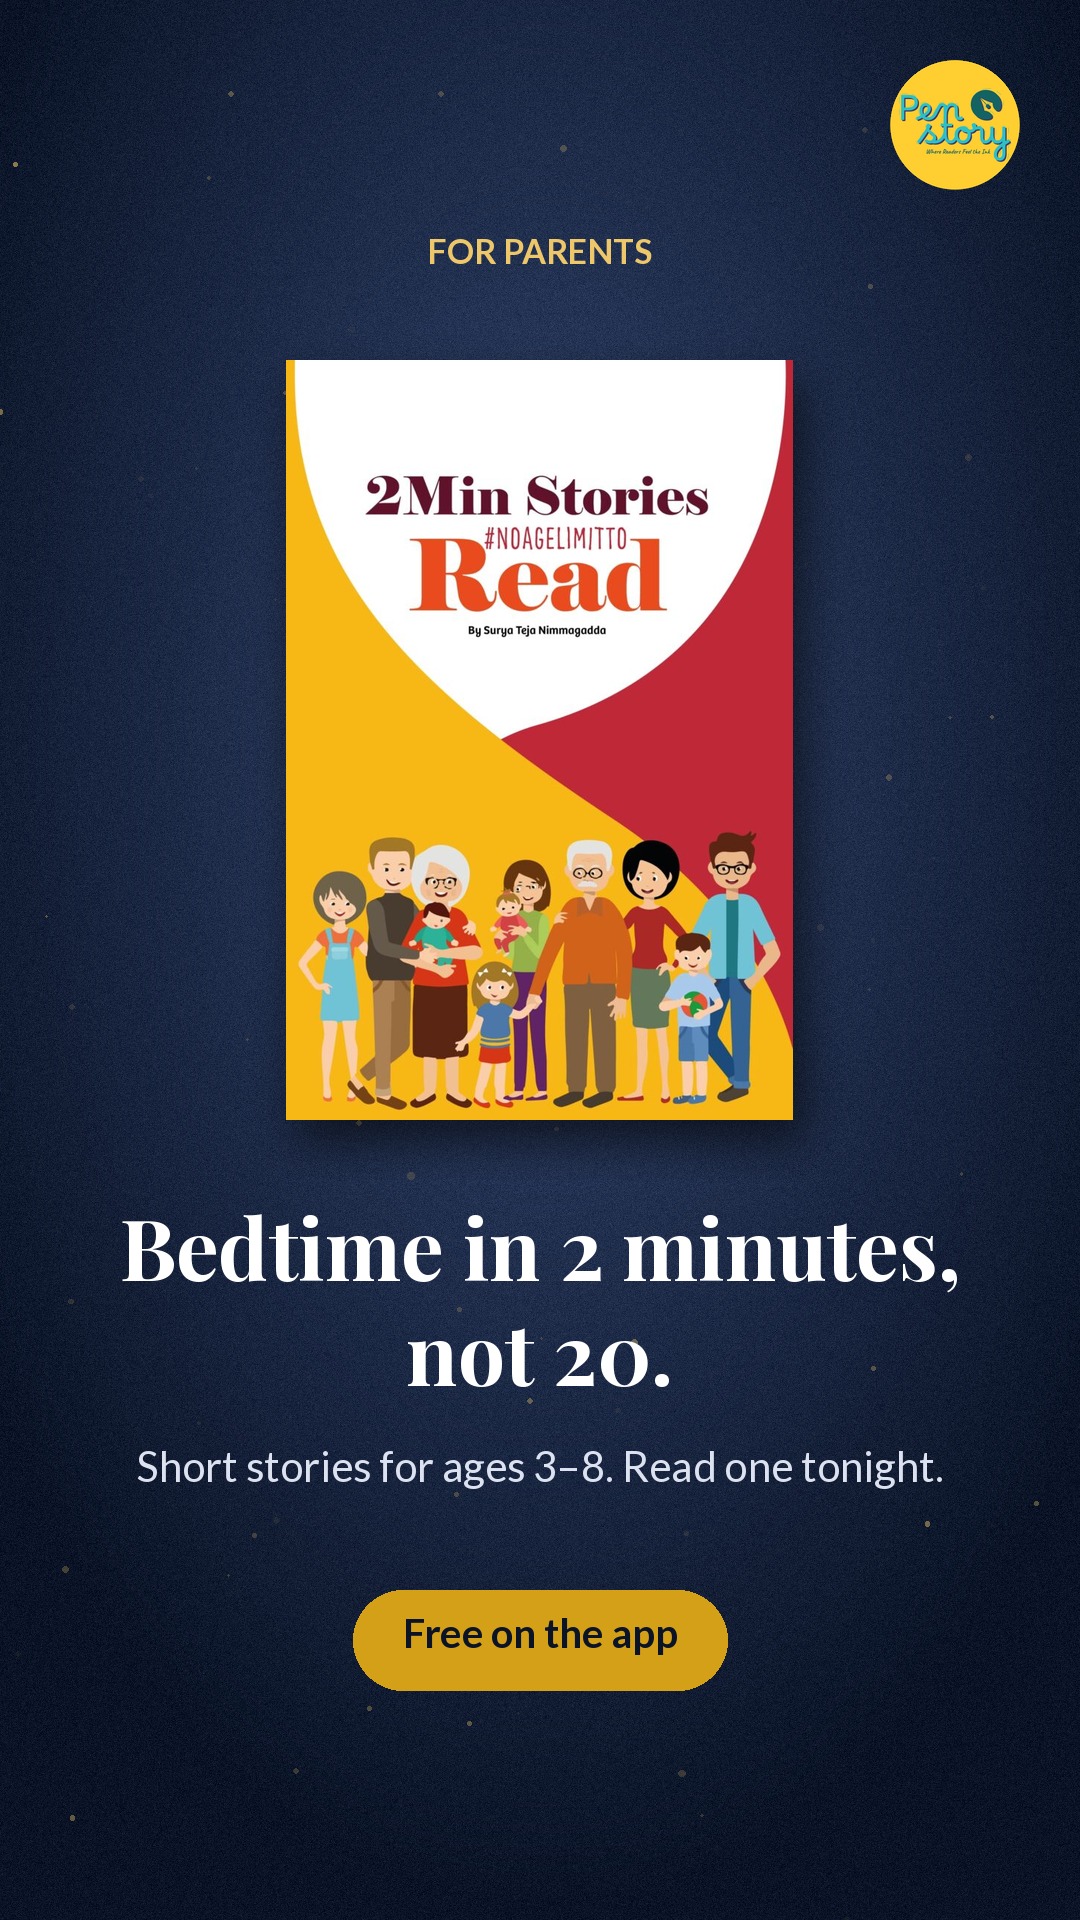 Pen
story
Where Readers Feel the Ink
FOR PARENTS
2Min Stories
#NOAGELIMITTO
Read
By Surya Teja Nimmagadda
Bedtime in 2 minutes,
not 20.
Short stories for ages 3–8. Read one tonight.
Free on the app